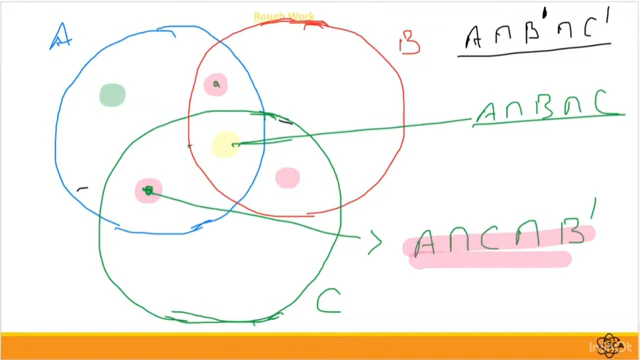 Rough Work
A
B
A ∩ B' ∩ C'
A ∩ B ∩ C
A ∩ C ∩ B'
C